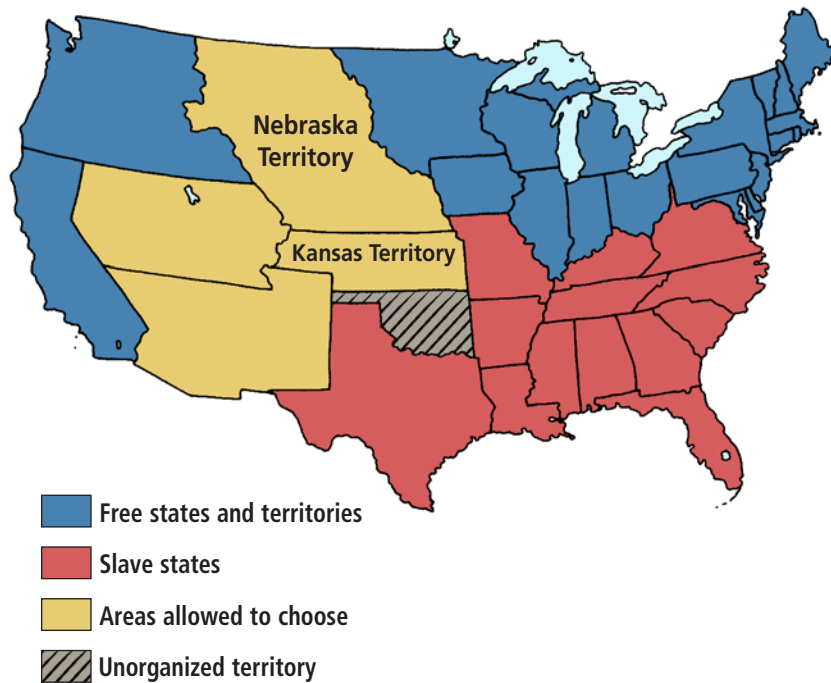 Nebraska
Territory
Kansas Territory
Free states and territories
Slave states
Areas allowed to choose
Unorganized territory